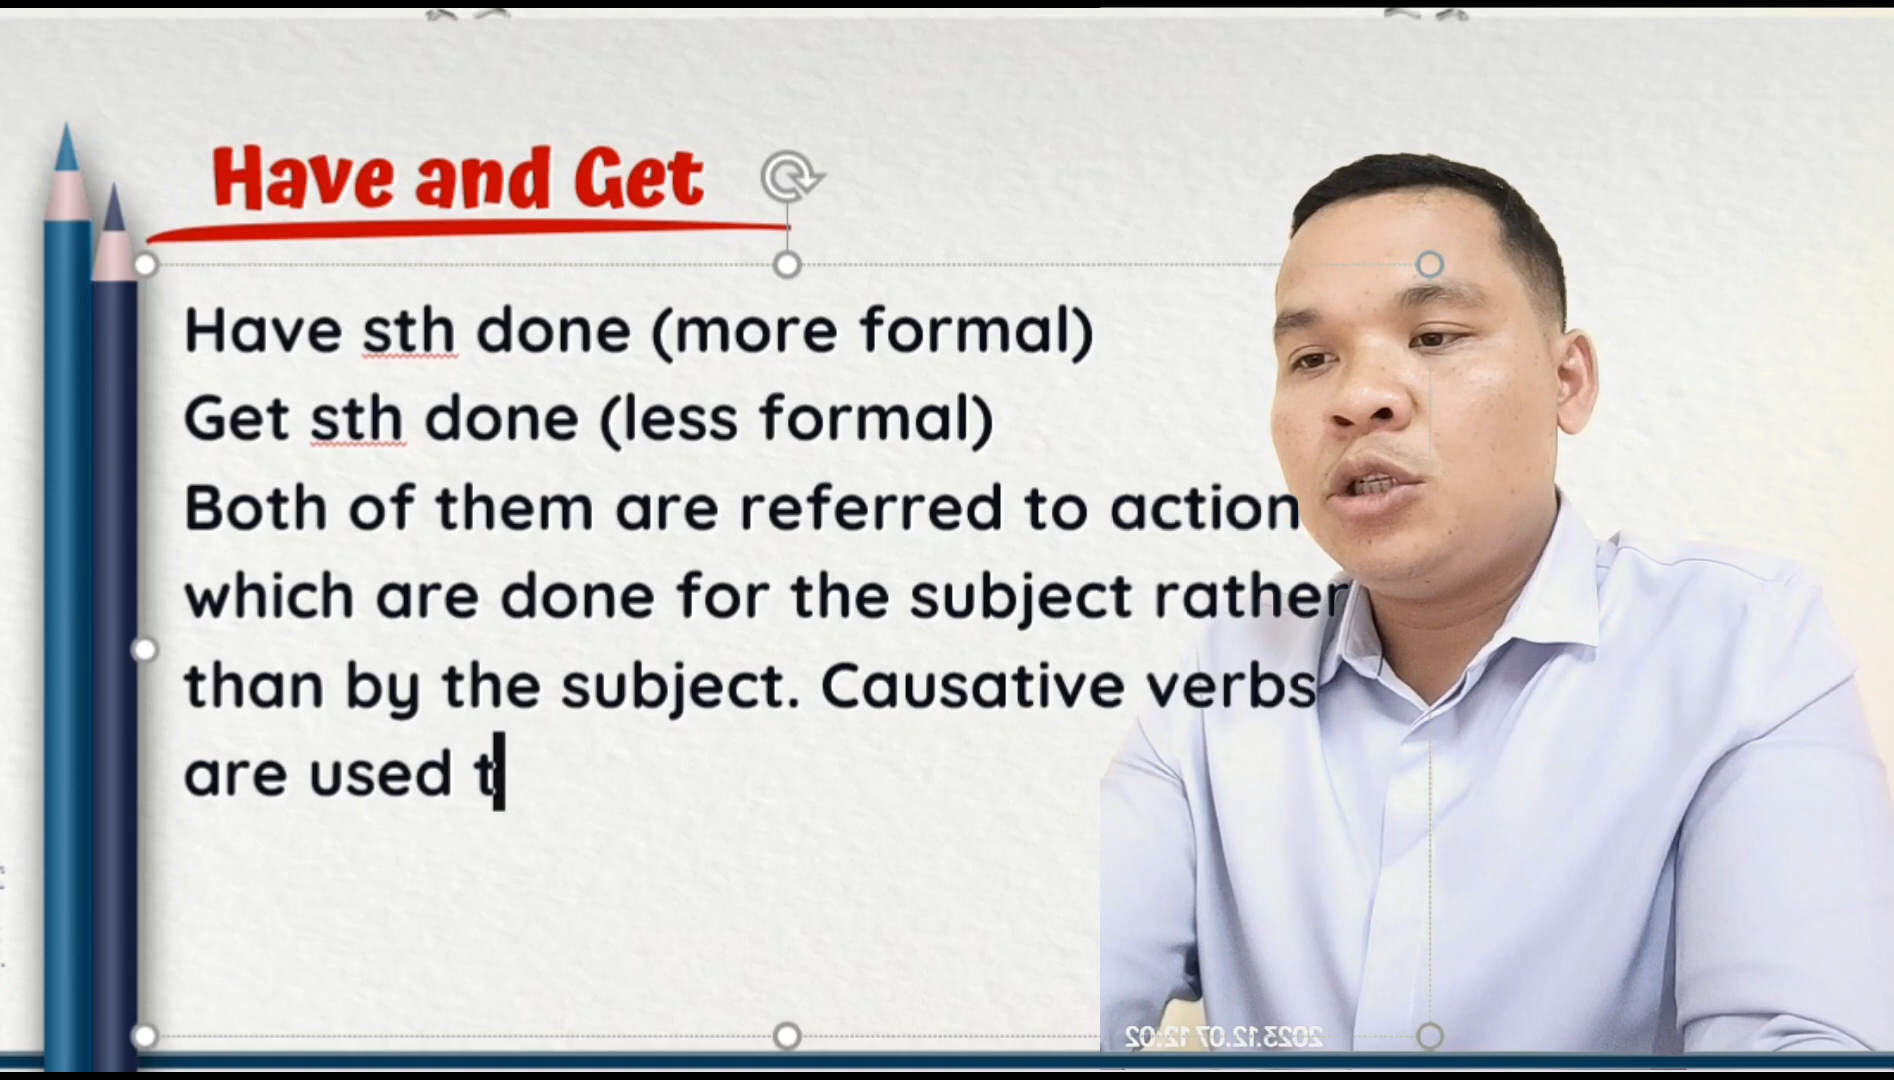 Have and Get
Have sth done (more formal)
Get sth done (less formal)
Both of them are referred to action
which are done for the subject rather
than by the subject. Causative verbs
are used t
2023.12.07 12:02